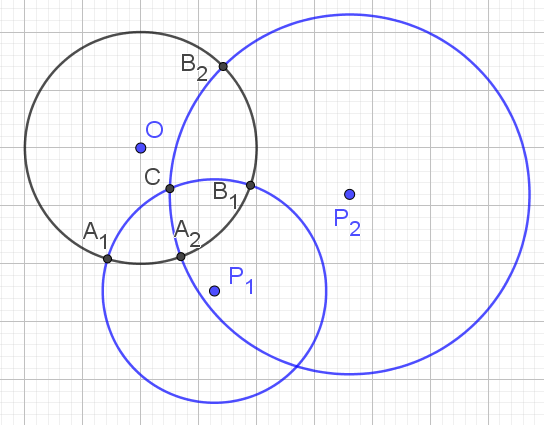 B₂
O
C
B₁
P₂
A₁
A₂
P₁